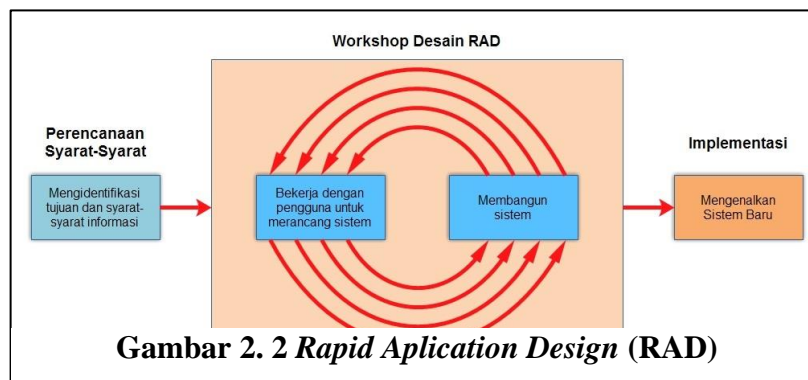 Workshop Desain RAD
Perencanaan
Syarat-Syarat
Mengidentifikasi
tujuan dan syarat-
syarat informasi
Bekerja dengan
pengguna untuk
merancang sistem
Membangun
sistem
Implementasi
Mengenalkan
Sistem Baru
Gambar 2. 2 Rapid Aplication Design (RAD)